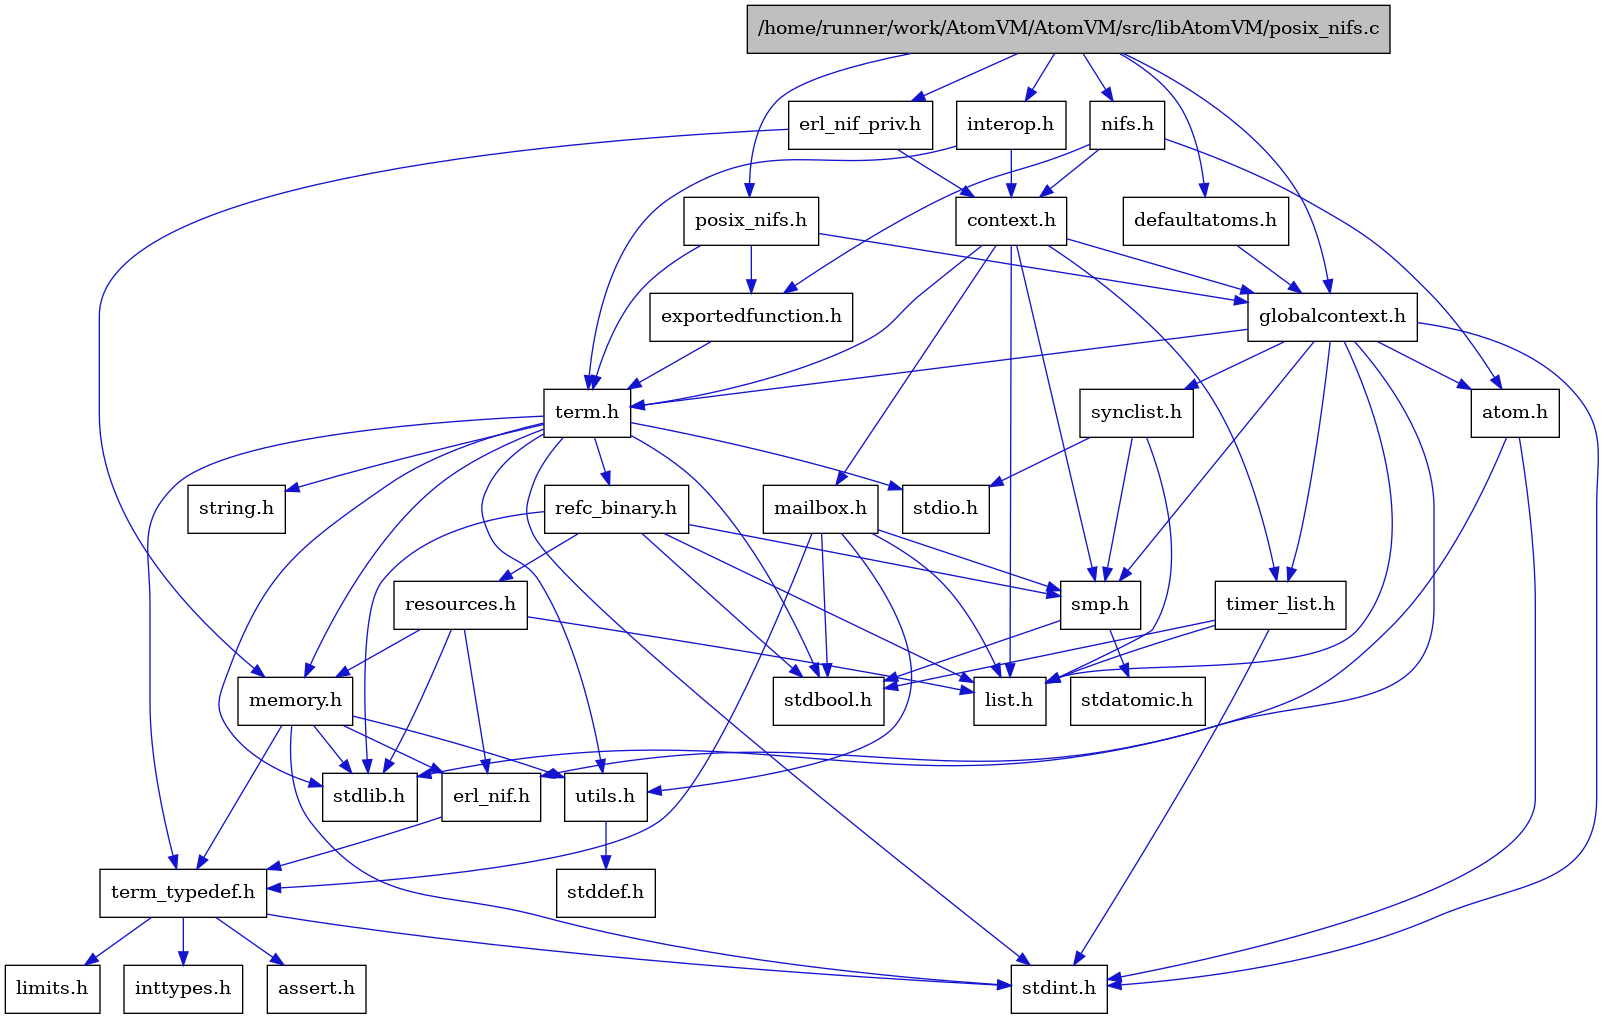 /home/runner/work/AtomVM/AtomVM/src/libAtomVM/posix_nifs.c
erl_nif_priv.h
interop.h
nifs.h
posix_nifs.h
context.h
defaultatoms.h
exportedfunction.h
globalcontext.h
term.h
synclist.h
atom.h
string.h
refc_binary.h
mailbox.h
stdio.h
resources.h
smp.h
timer_list.h
memory.h
stdbool.h
list.h
stdatomic.h
stdlib.h
erl_nif.h
utils.h
term_typedef.h
stddef.h
limits.h
inttypes.h
assert.h
stdint.h